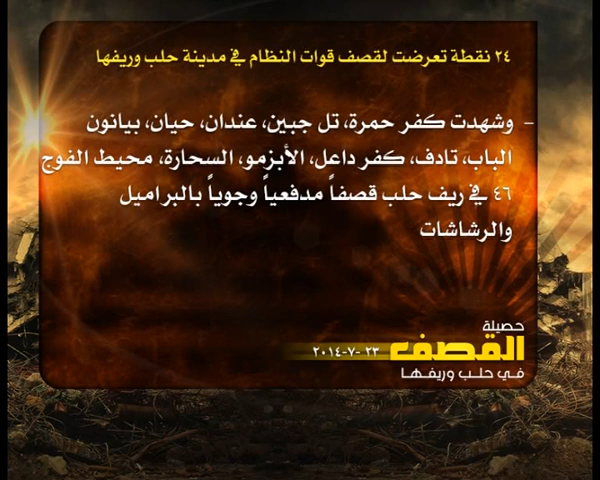 ٢٤ نقطة تعرضت لقصف قوات النظام في مدينة حلب وريفها
- وشهدت كفر حمرة، تل جبين، عندان، حيان، بيانون
الباب، تادف، كفر داعل، الأبزمو، السحارة، محيط الفوج
٤٦ في ريف حلب قصفاً مدفعياً وجوياً بالبراميل
والرشاشات
حصيلة
القصف
٢٣ -٧-٢٠١٤
في حلب وريفها